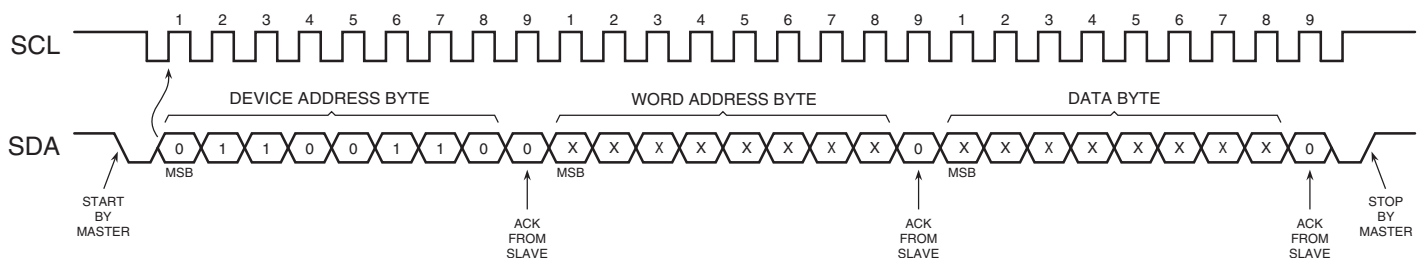 1 2 3 4 5 6 7 8 9 1 2 3 4 5 6 7 8 9 1 2 3 4 5 6 7 8 9
SCL
DEVICE ADDRESS BYTE WORD ADDRESS BYTE DATA BYTE
SDA 0 1 1 0 0 1 1 0 0 X X X X X X X X 0 X X X X X X X X 0
MSB MSB MSB
START
BY
MASTER
ACK
FROM
SLAVE
ACK
FROM
SLAVE
ACK
FROM
SLAVE
STOP
BY
MASTER